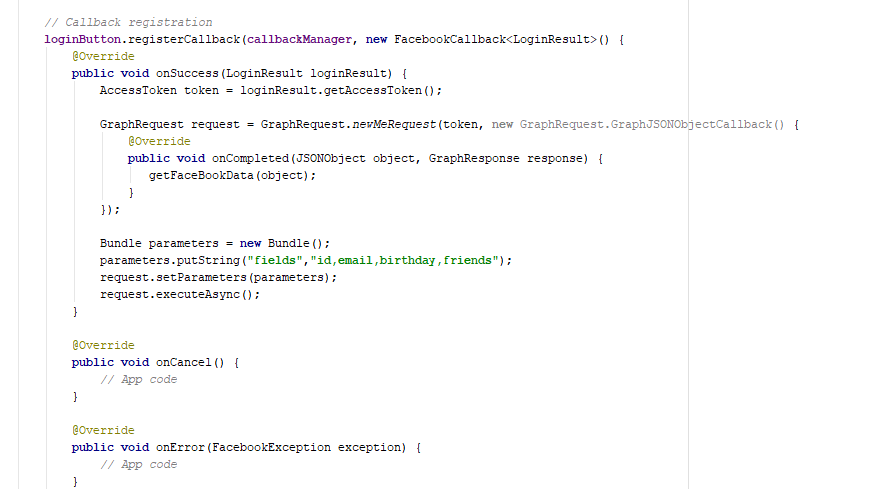 // Callback registration
loginButton.registerCallback(callbackManager, new FacebookCallback<LoginResult>() {
@Override
public void onSuccess(LoginResult loginResult) {
AccessToken token = loginResult.getAccessToken();
GraphRequest request = GraphRequest.newMeRequest(token, new GraphRequest.GraphJSONObjectCallback() {
@Override
public void onCompleted(JSONObject object, GraphResponse response) {
getFaceBookData(object);
}
});
Bundle parameters = new Bundle();
parameters.putString("fields","id,email,birthday,friends");
request.setParameters(parameters);
request.executeAsync();
}
@Override
public void onCancel() {
// App code
}
@Override
public void onError(FacebookException exception) {
// App code
}